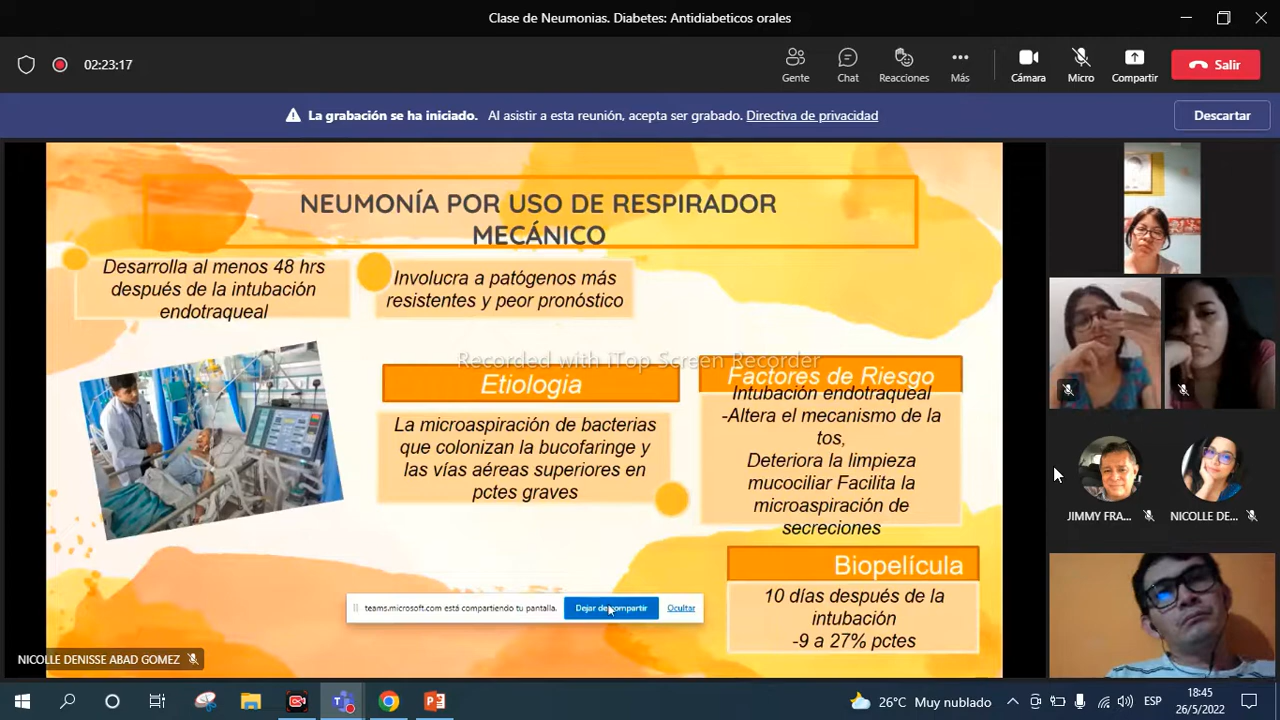 Clase de Neumonias. Diabetes: Antidiabeticos orales
02:23:17
Gente
Chat
Reacciones
Más
Cámara
Micro
Compartir
Salir
La grabación se ha iniciado. Al asistir a esta reunión, acepta ser grabado. Directiva de privacidad
Descartar
NEUMONÍA POR USO DE RESPIRADOR
MECÁNICO
Desarrolla al menos 48 hrs
después de la intubación
endotraqueal
Involucra a patógenos más
resistentes y peor pronóstico
Recorded with iTop Screen Recorder
Etiologia
La microaspiración de bacterias
que colonizan la bucofaringe y
las vías aéreas superiores en
pctes graves
Factores de Riesgo
Intubación endotraqueal
-Altera el mecanismo de la
tos,
Deteriora la limpieza
mucociliar Facilita la
microaspiración de
secreciones
Biopelícula
10 días después de la
intubación
-9 a 27% pctes
teams.microsoft.com está compartiendo tu pantalla.
Dejar de compartir
Ocultar
NICOLLE DENISSE ABAD GOMEZ
JIMMY FRA...
NICOLLE DE...
26°C Muy nublado
ESP
18:45
26/5/2022